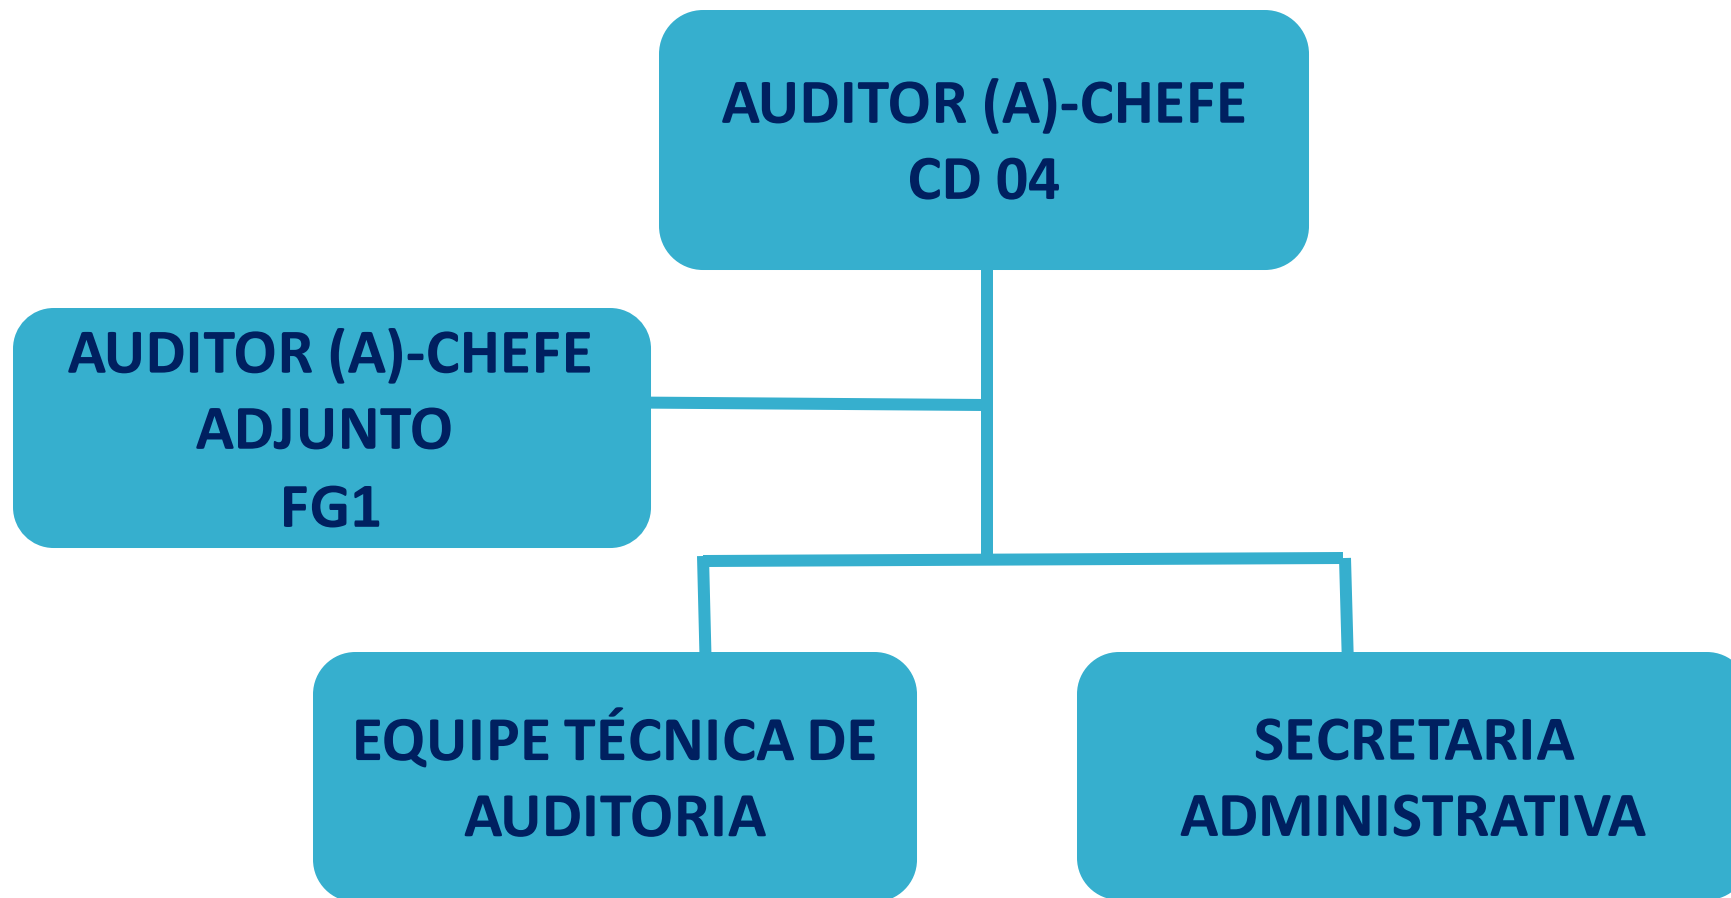 AUDITOR (A)-CHEFE
CD 04
AUDITOR (A)-CHEFE
ADJUNTO
FG1
EQUIPE TÉCNICA DE
AUDITORIA
SECRETARIA
ADMINISTRATIVA